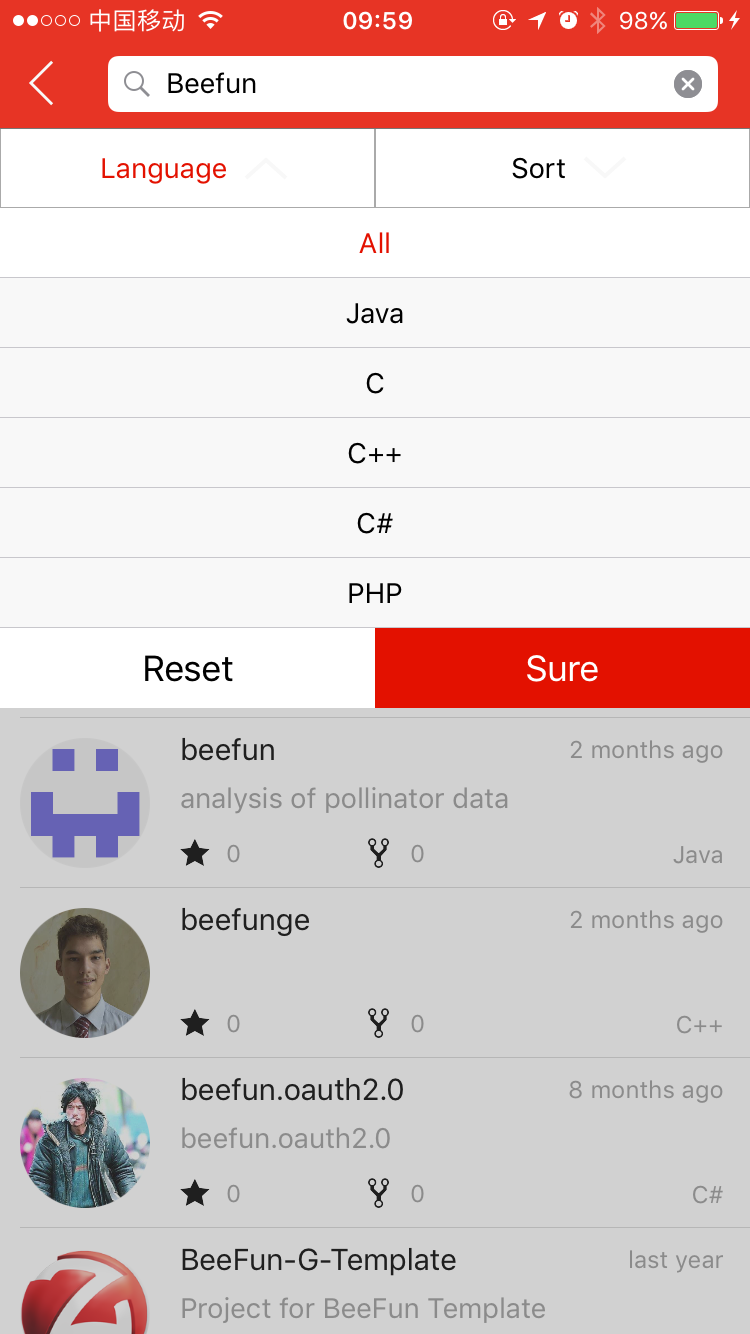 中国移动 09:59 98%
Beefun
Language Sort
All
Java
C
C++
C#
PHP
Reset Sure
beefun 2 months ago
analysis of pollinator data
0 0 Java
beefunge 2 months ago
0 0 C++
beefun.oauth2.0 8 months ago
beefun.oauth2.0
0 0 C#
BeeFun-G-Template last year
Project for BeeFun Template